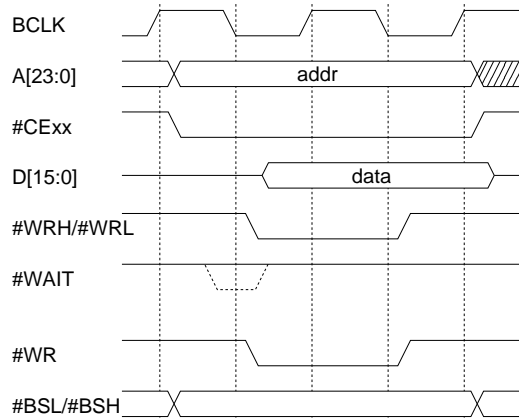 BCLK
A[23:0] addr
#CExx
D[15:0] data
#WRH/#WRL
#WAIT
#WR
#BSL/#BSH